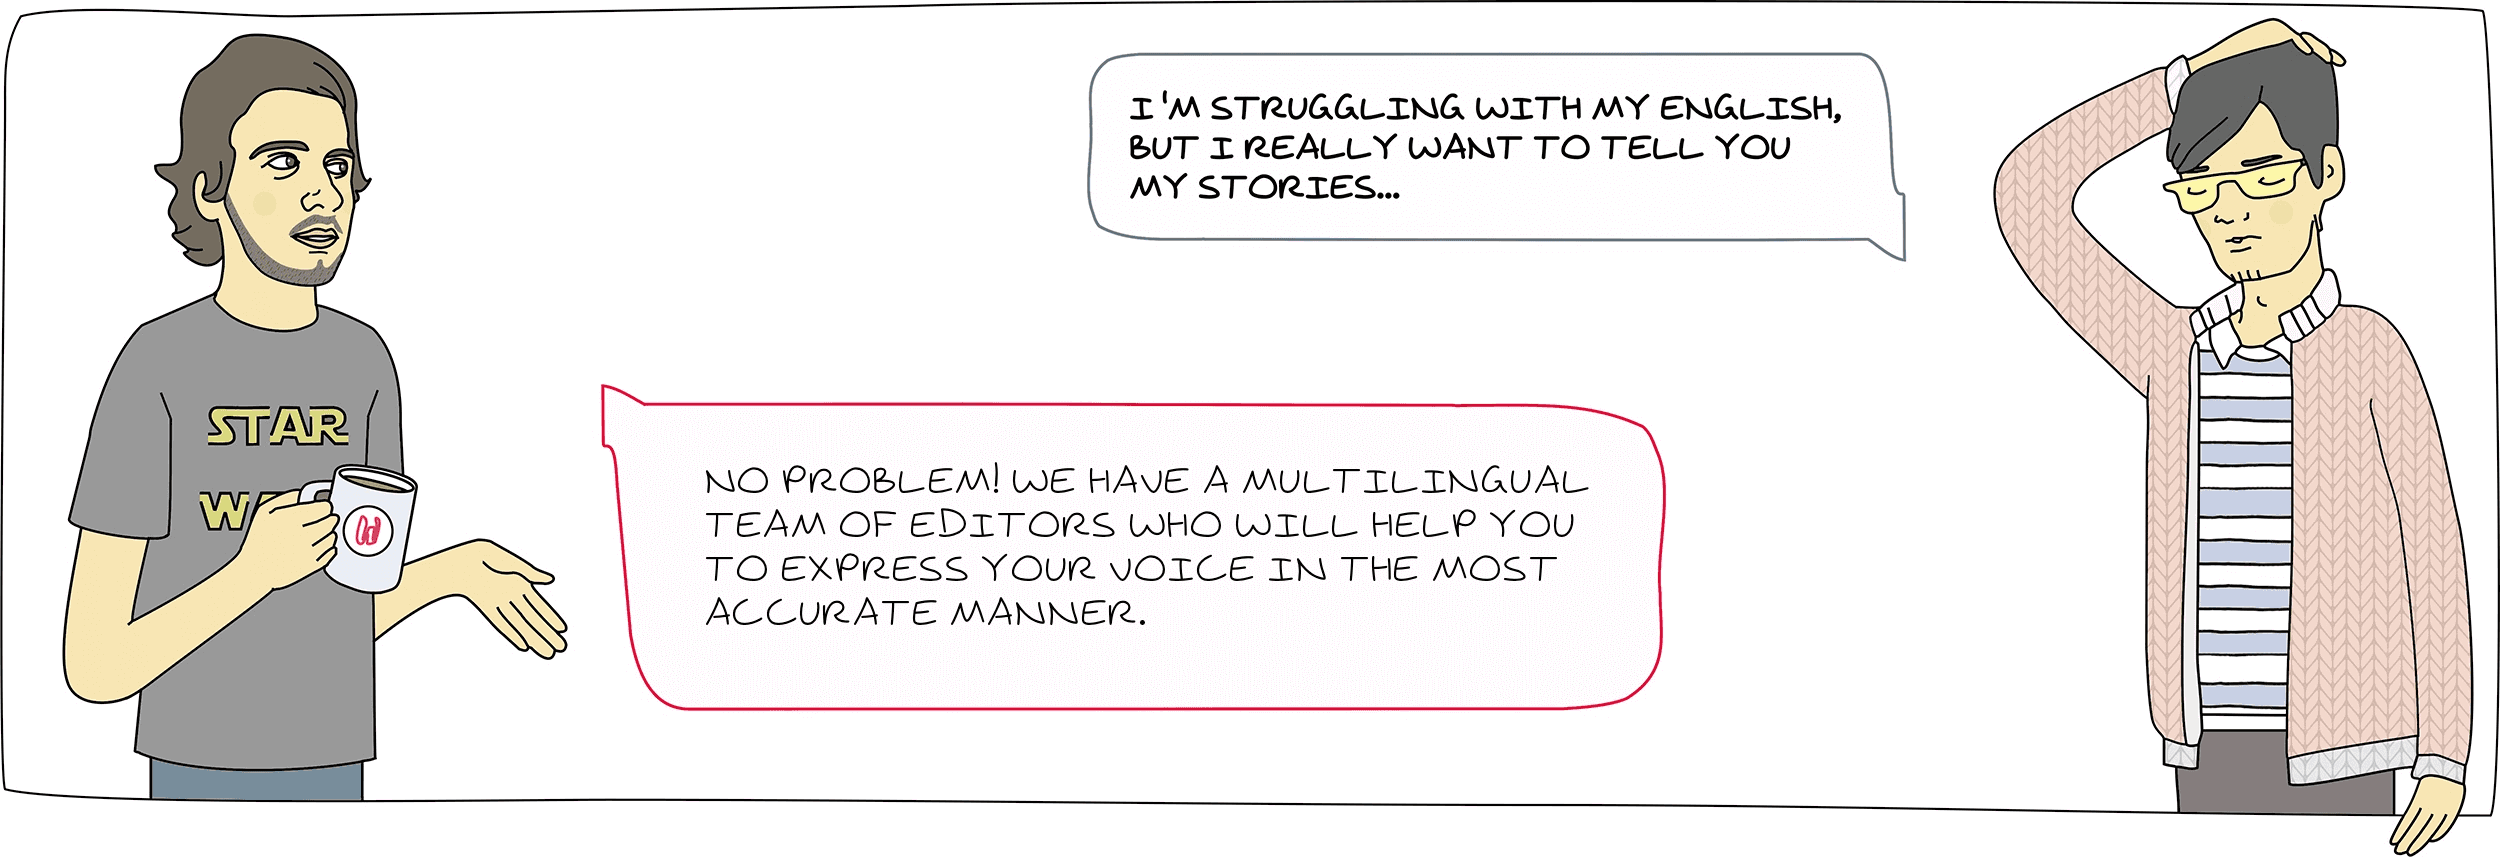 I'M STRUGGLING WITH MY ENGLISH,
BUT I REALLY WANT TO TELL YOU
MY STORIES...
NO PROBLEM! WE HAVE A MULTILINGUAL
TEAM OF EDITORS WHO WILL HELP YOU
TO EXPRESS YOUR VOICE IN THE MOST
ACCURATE MANNER.
STAR
W